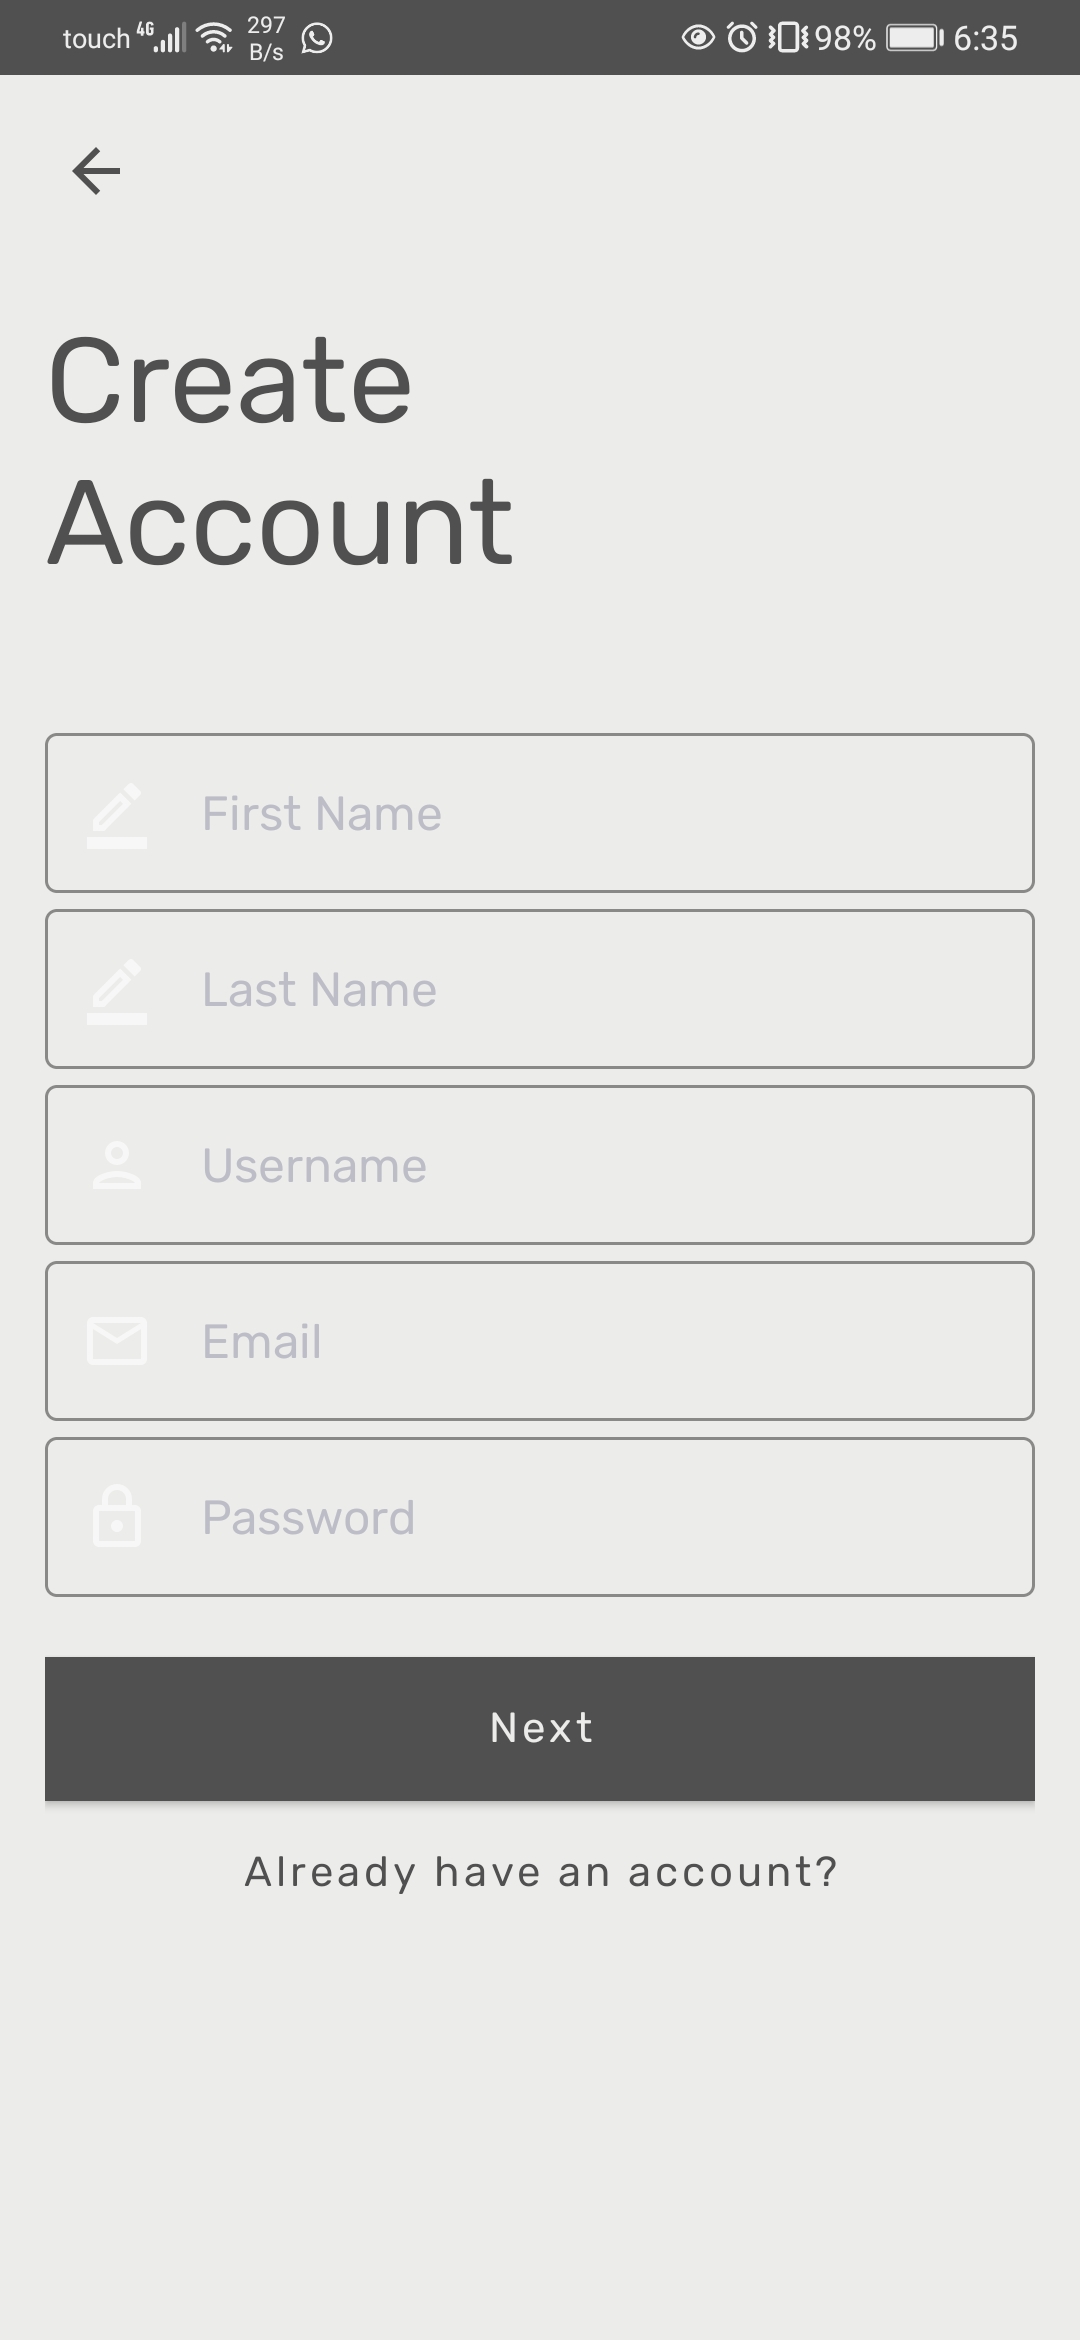 touch 4G 297 B/s 98% 6:35
Create
Account
First Name
Last Name
Username
Email
Password
Next
Already have an account?